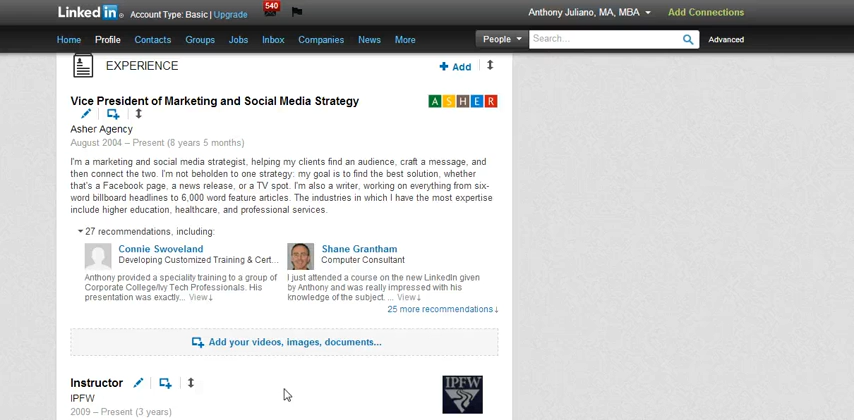 Linked in® Account Type: Basic | Upgrade 540 Anthony Juliano, MA, MBA Add Connections
Home Profile Contacts Groups Jobs Inbox Companies News More People Search... Advanced
EXPERIENCE + Add
Vice President of Marketing and Social Media Strategy ASHER
Asher Agency
August 2004 – Present (8 years 5 months)
I'm a marketing and social media strategist, helping my clients find an audience, craft a message, and
then connect the two. I'm not beholden to one strategy: my goal is to find the best solution, whether
that's a Facebook page, a news release, or a TV spot. I'm also a writer, working on everything from six-
word billboard headlines to 6,000 word feature articles. The industries in which I have the most expertise
include higher education, healthcare, and professional services.
27 recommendations, including:
Connie Swoveland
Developing Customized Training & Cert...
Anthony provided a speciality training to a group of
Corporate College/Ivy Tech Professionals. His
presentation was exactly... View↓
Shane Grantham
Computer Consultant
I just attended a course on the new LinkedIn given
by Anthony and was really impressed with his
knowledge of the subject. ... View↓
25 more recommendations↓
Add your videos, images, documents...
Instructor IPFW
IPFW
2009 – Present (3 years)